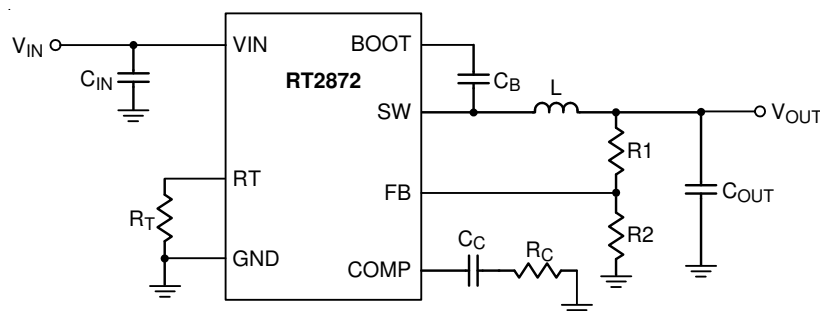 VIN
VIN
BOOT
RT2872
CIN
CB
SW
L
VOUT
R1
RT
FB
COUT
RT
R2
GND
CC
RC
COMP